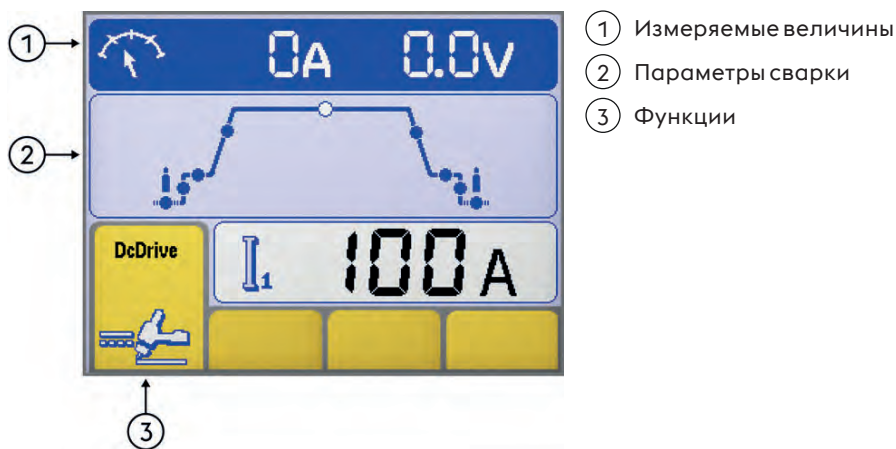 1 0A 0.0V
2
DcDrive I1 100A
3
1 Измеряемые величины
2 Параметры сварки
3 Функции